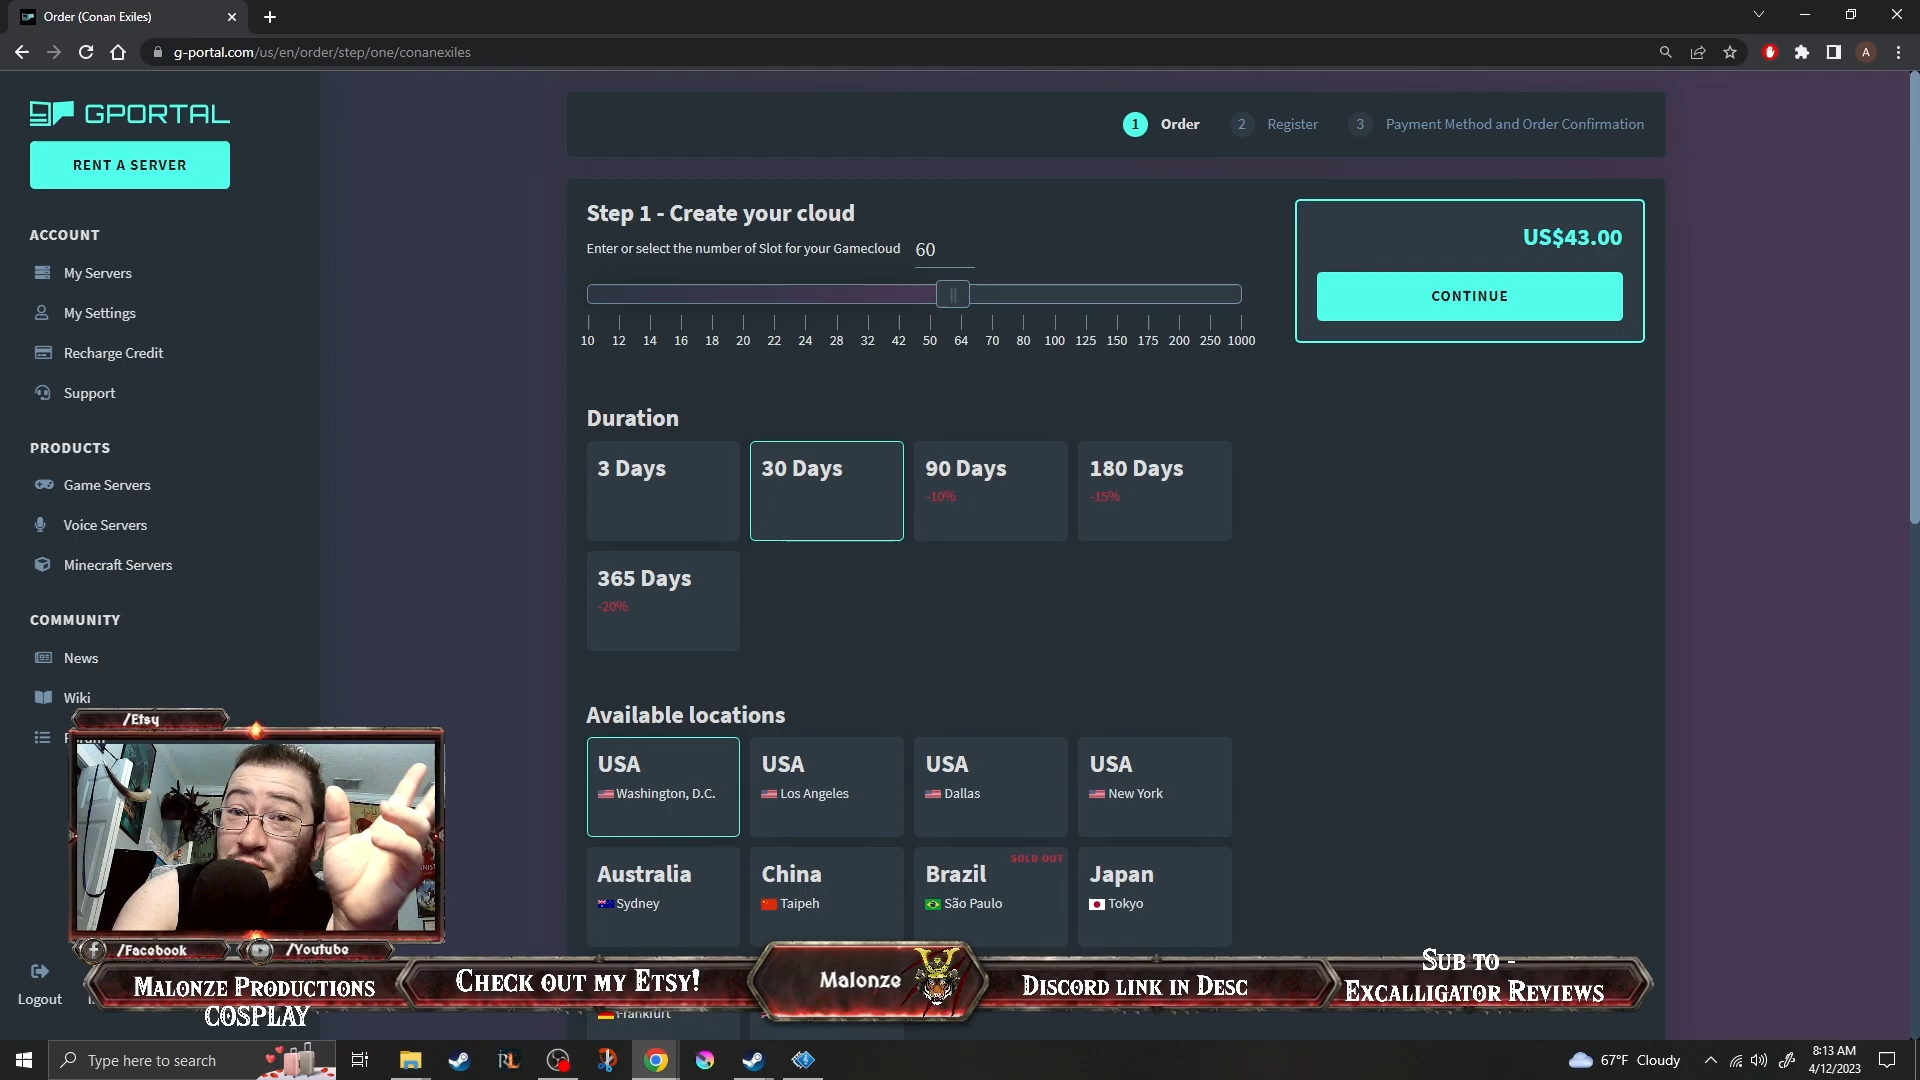 Order (Conan Exiles)
g-portal.com/us/en/order/step/one/conanexiles
A
GPORTAL
RENT A SERVER
ACCOUNT
My Servers
My Settings
Recharge Credit
Support
PRODUCTS
Game Servers
Voice Servers
Minecraft Servers
COMMUNITY
News
Wiki
Logout
1 Order
2 Register
3 Payment Method and Order Confirmation
Step 1 - Create your cloud
Enter or select the number of Slot for your Gamecloud 60
10 12 14 16 18 20 22 24 28 32 42 50 64 70 80 100 125 150 175 200 250 1000
US$43.00
CONTINUE
Duration
3 Days
30 Days
90 Days
-10%
180 Days
-15%
365 Days
-20%
Available locations
USA
Washington, D.C.
USA
Los Angeles
USA
Dallas
USA
New York
Australia
Sydney
China
Taipeh
SOLD OUT
Brazil
São Paulo
Japan
Tokyo
Frankfurt
/Etsy
/Facebook
/Youtube
Malonze Productions
COSPLAY
Check out my Etsy!
Malonze
Discord link in Desc
Sub to -
Excalligator Reviews
Type here to search
RL
67°F Cloudy
8:13 AM
4/12/2023